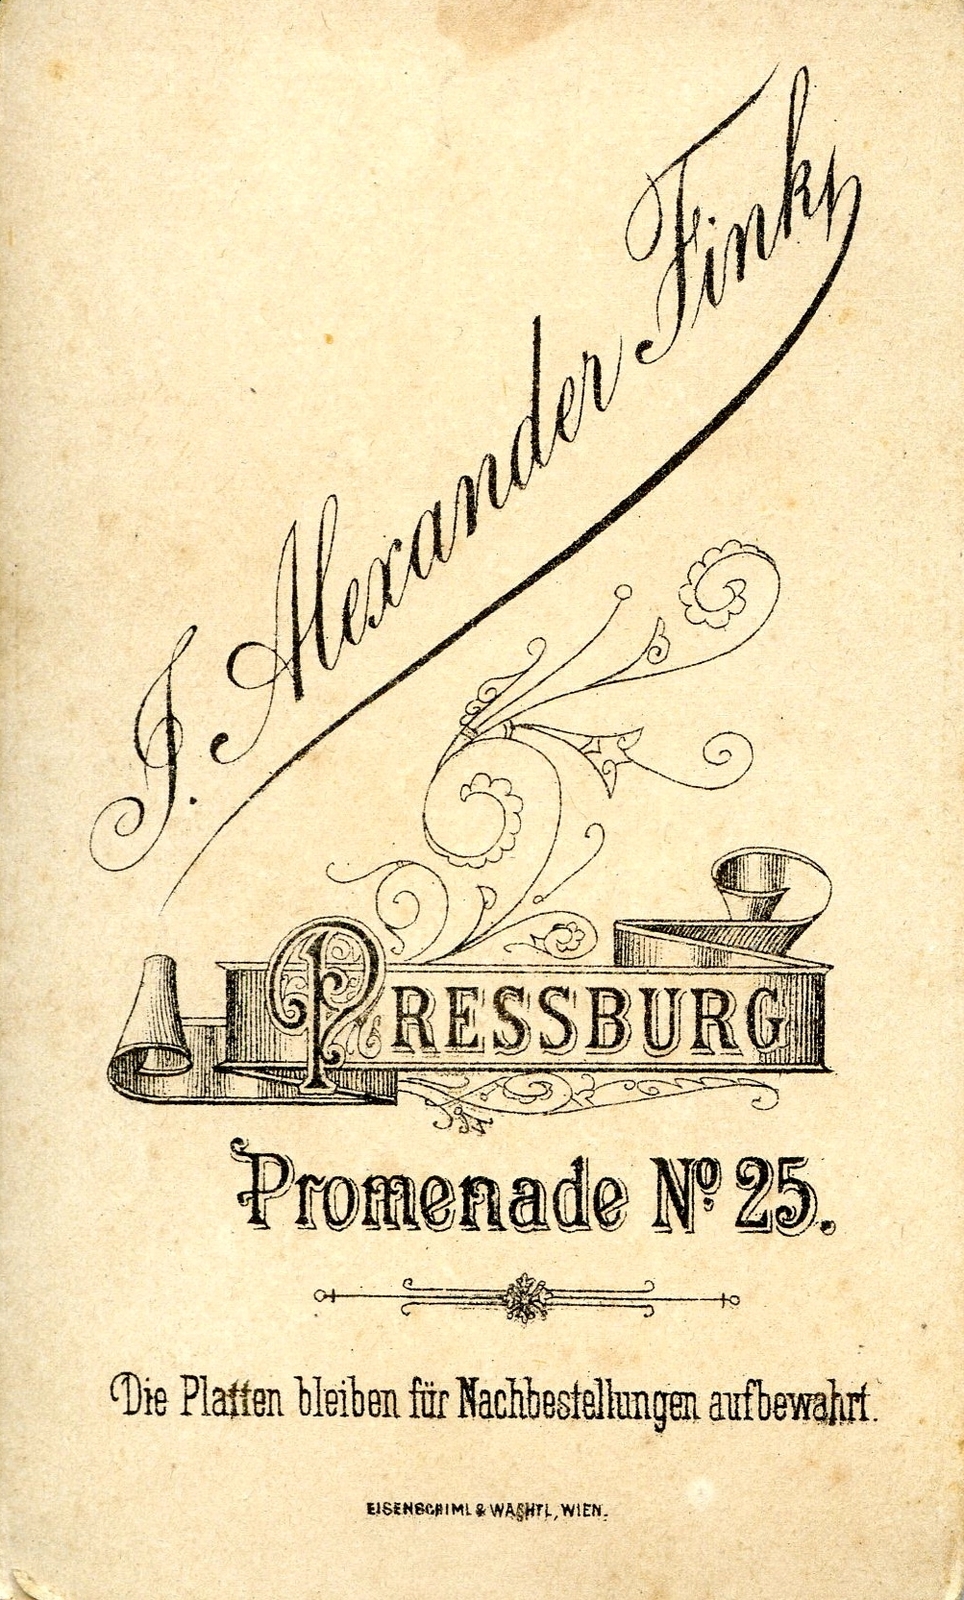 J. Alexander Finky
PRESSBURG
Promenade No. 25.
Die Platten bleiben für Nachbestellungen aufbewahrt.
EISENSCHIML & WACHTL, WIEN.